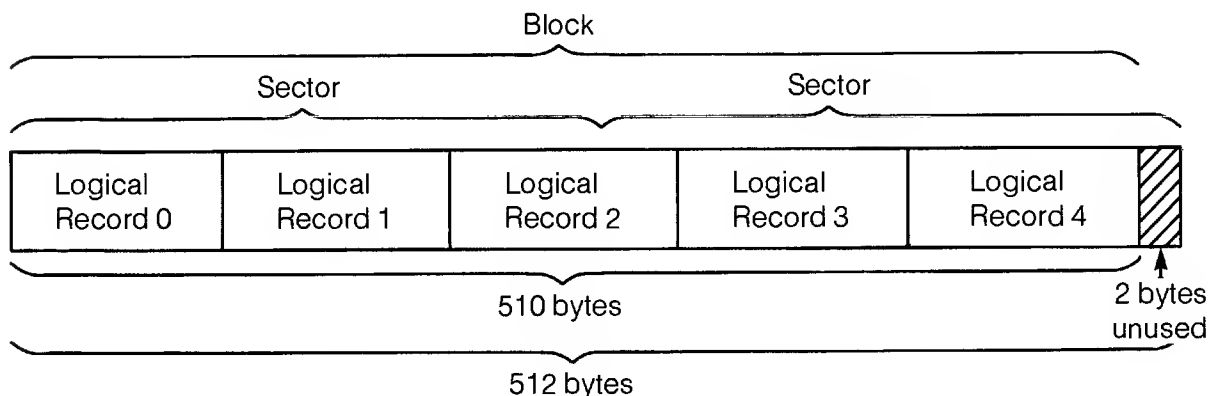 Block
Sector
Sector
Logical
Record 0
Logical
Record 1
Logical
Record 2
Logical
Record 3
Logical
Record 4
510 bytes
2 bytes
unused
512 bytes